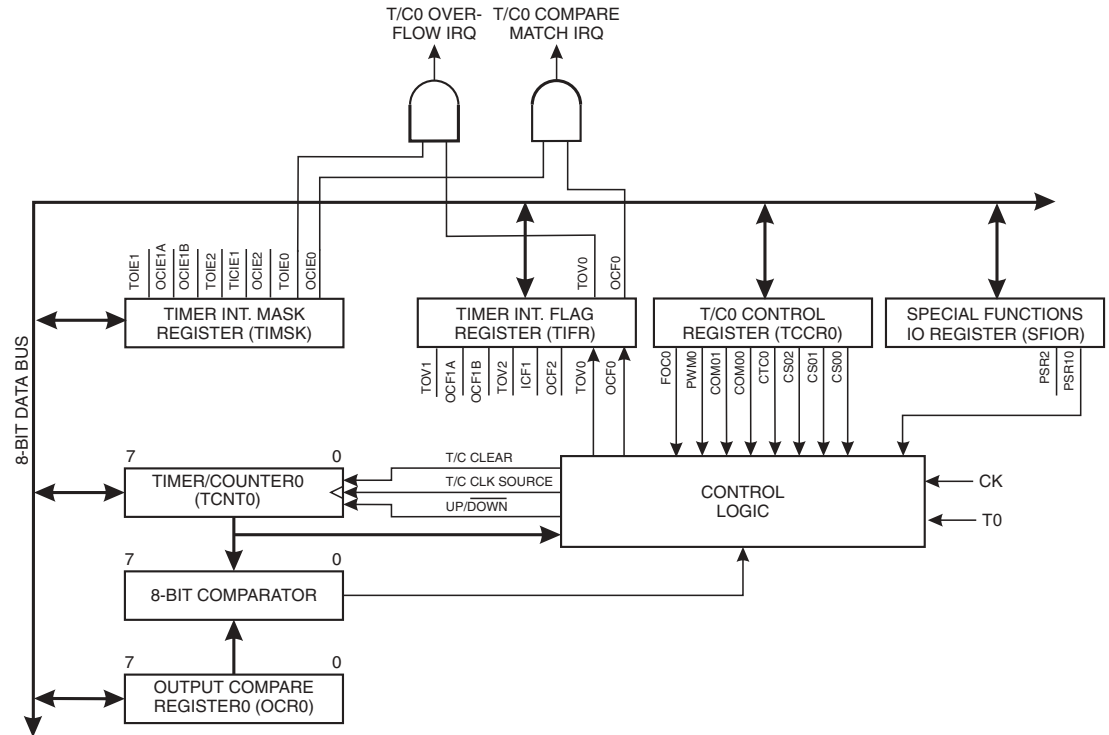 T/C0 OVER-
FLOW IRQ
T/C0 COMPARE
MATCH IRQ
8-BIT DATA BUS
TOIE1
OCIE1A
OCIE1B
TOIE2
TICIE1
OCIE2
TOIE0
OCIE0
TOV0
OCF0
TIMER INT. MASK
REGISTER (TIMSK)
TIMER INT. FLAG
REGISTER (TIFR)
T/C0 CONTROL
REGISTER (TCCR0)
SPECIAL FUNCTIONS
IO REGISTER (SFIOR)
TOV1
OCF1A
OCF1B
TOV2
ICF1
OCF2
TOV0
OCF0
FOC0
PWM0
COM01
COM00
CTC0
CS02
CS01
CS00
PSR2
PSR10
7 0
TIMER/COUNTER0
(TCNT0)
T/C CLEAR
T/C CLK SOURCE
UP/DOWN
CONTROL
LOGIC
CK
T0
7 0
8-BIT COMPARATOR
7 0
OUTPUT COMPARE
REGISTER0 (OCR0)